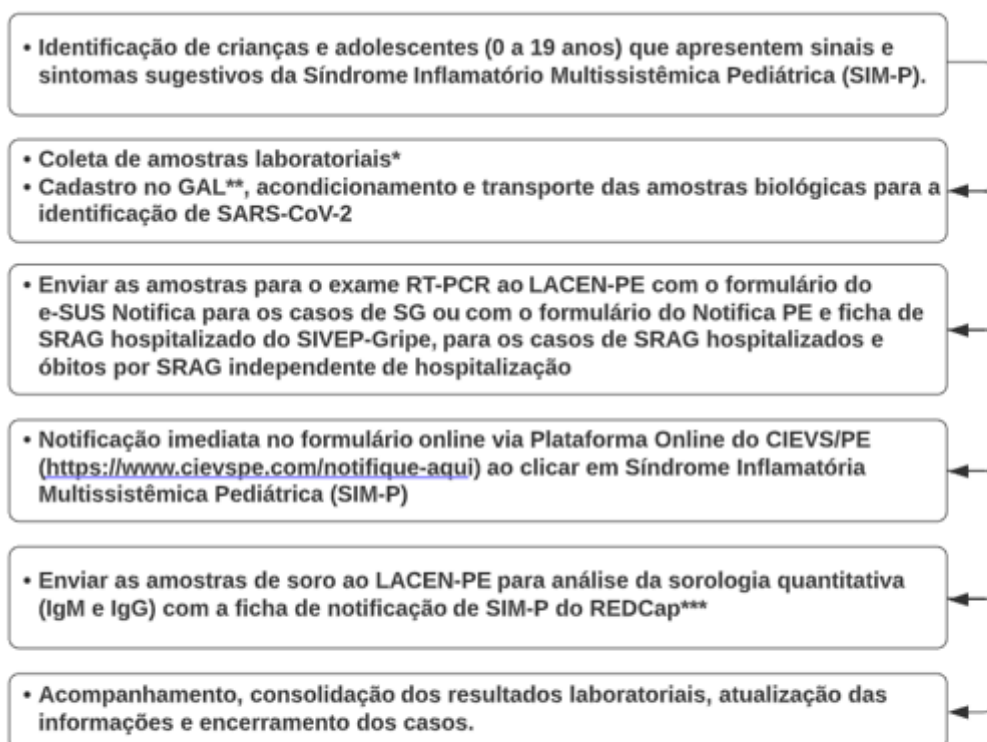 • Identificação de crianças e adolescentes (0 a 19 anos) que apresentem sinais e
sintomas sugestivos da Síndrome Inflamatório Multissistêmica Pediátrica (SIM-P).
• Coleta de amostras laboratoriais*
• Cadastro no GAL**, acondicionamento e transporte das amostras biológicas para a
identificação de SARS-CoV-2
• Enviar as amostras para o exame RT-PCR ao LACEN-PE com o formulário do
e-SUS Notifica para os casos de SG ou com o formulário do Notifica PE e ficha de
SRAG hospitalizado do SIVEP-Gripe, para os casos de SRAG hospitalizados e
óbitos por SRAG independente de hospitalização
• Notificação imediata no formulário online via Plataforma Online do CIEVS/PE
(https://www.cievspe.com/notifique-aqui) ao clicar em Síndrome Inflamatória
Multissistêmica Pediátrica (SIM-P)
• Enviar as amostras de soro ao LACEN-PE para análise da sorologia quantitativa
(IgM e IgG) com a ficha de notificação de SIM-P do REDCap***
• Acompanhamento, consolidação dos resultados laboratoriais, atualização das
informações e encerramento dos casos.